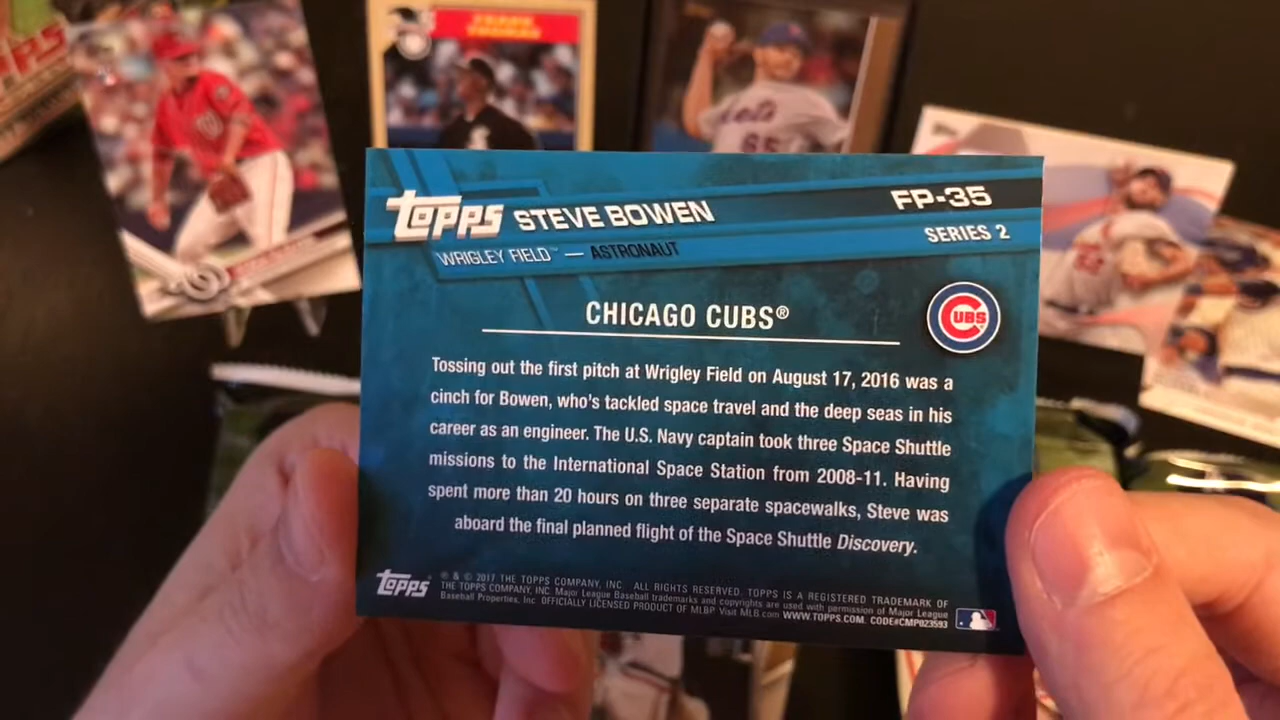 TOPPS
FRANK
THOMAS
Mets
65
TOPPS STEVE BOWEN FP-35
WRIGLEY FIELD™ — ASTRONAUT SERIES 2
CHICAGO CUBS®
CUBS
Tossing out the first pitch at Wrigley Field on August 17, 2016 was a
cinch for Bowen, who's tackled space travel and the deep seas in his
career as an engineer. The U.S. Navy captain took three Space Shuttle
missions to the International Space Station from 2008-11. Having
spent more than 20 hours on three separate spacewalks, Steve was
aboard the final planned flight of the Space Shuttle Discovery.
TOPPS
® & © 2017 THE TOPPS COMPANY, INC. ALL RIGHTS RESERVED. TOPPS IS A REGISTERED TRADEMARK OF
THE TOPPS COMPANY, INC. Major League Baseball trademarks and copyrights are used with permission of Major League
Baseball Properties, Inc. OFFICIALLY LICENSED PRODUCT OF MLBP Visit MLB.com WWW.TOPPS.COM. CODE#CMP023593